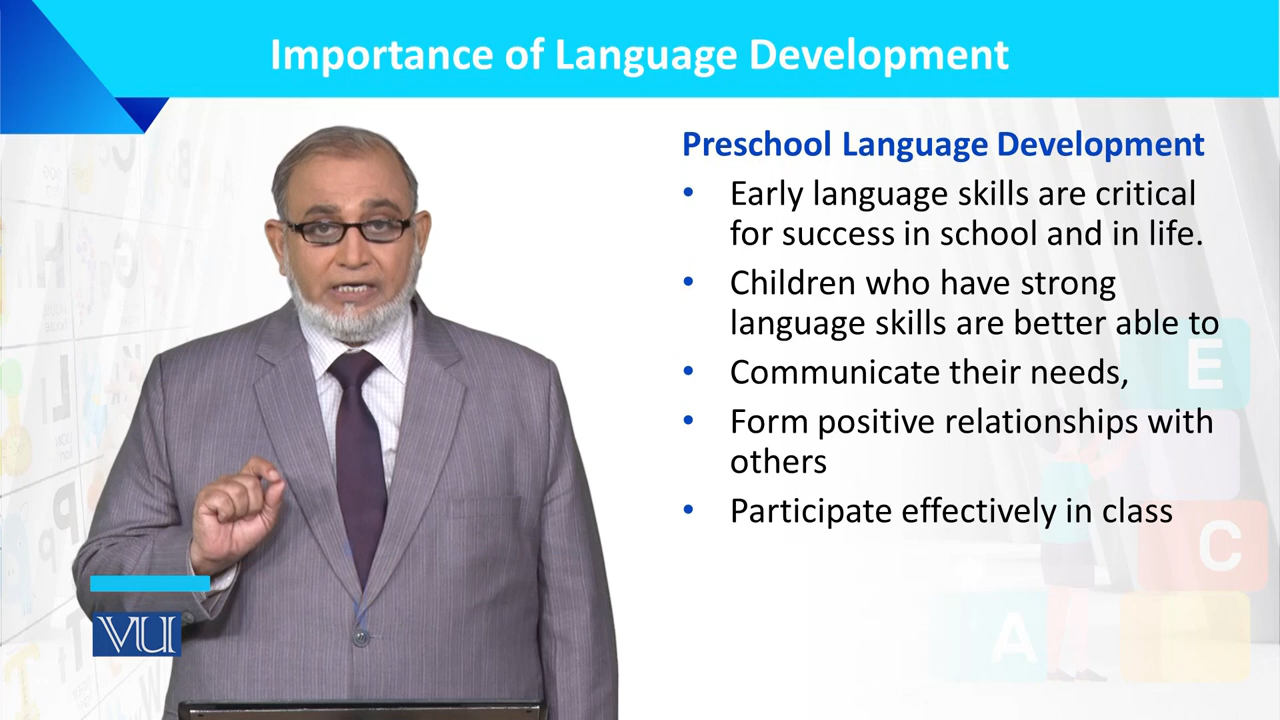 Importance of Language Development
Preschool Language Development
• Early language skills are critical
for success in school and in life.
• Children who have strong
language skills are better able to
• Communicate their needs,
• Form positive relationships with
others
• Participate effectively in class
VU
E
C
A